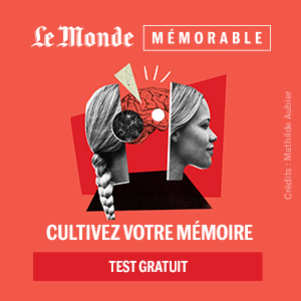 Le Monde MÉMORABLE
Crédits : Mathilde Aubier
CULTIVEZ VOTRE MÉMOIRE
TEST GRATUIT